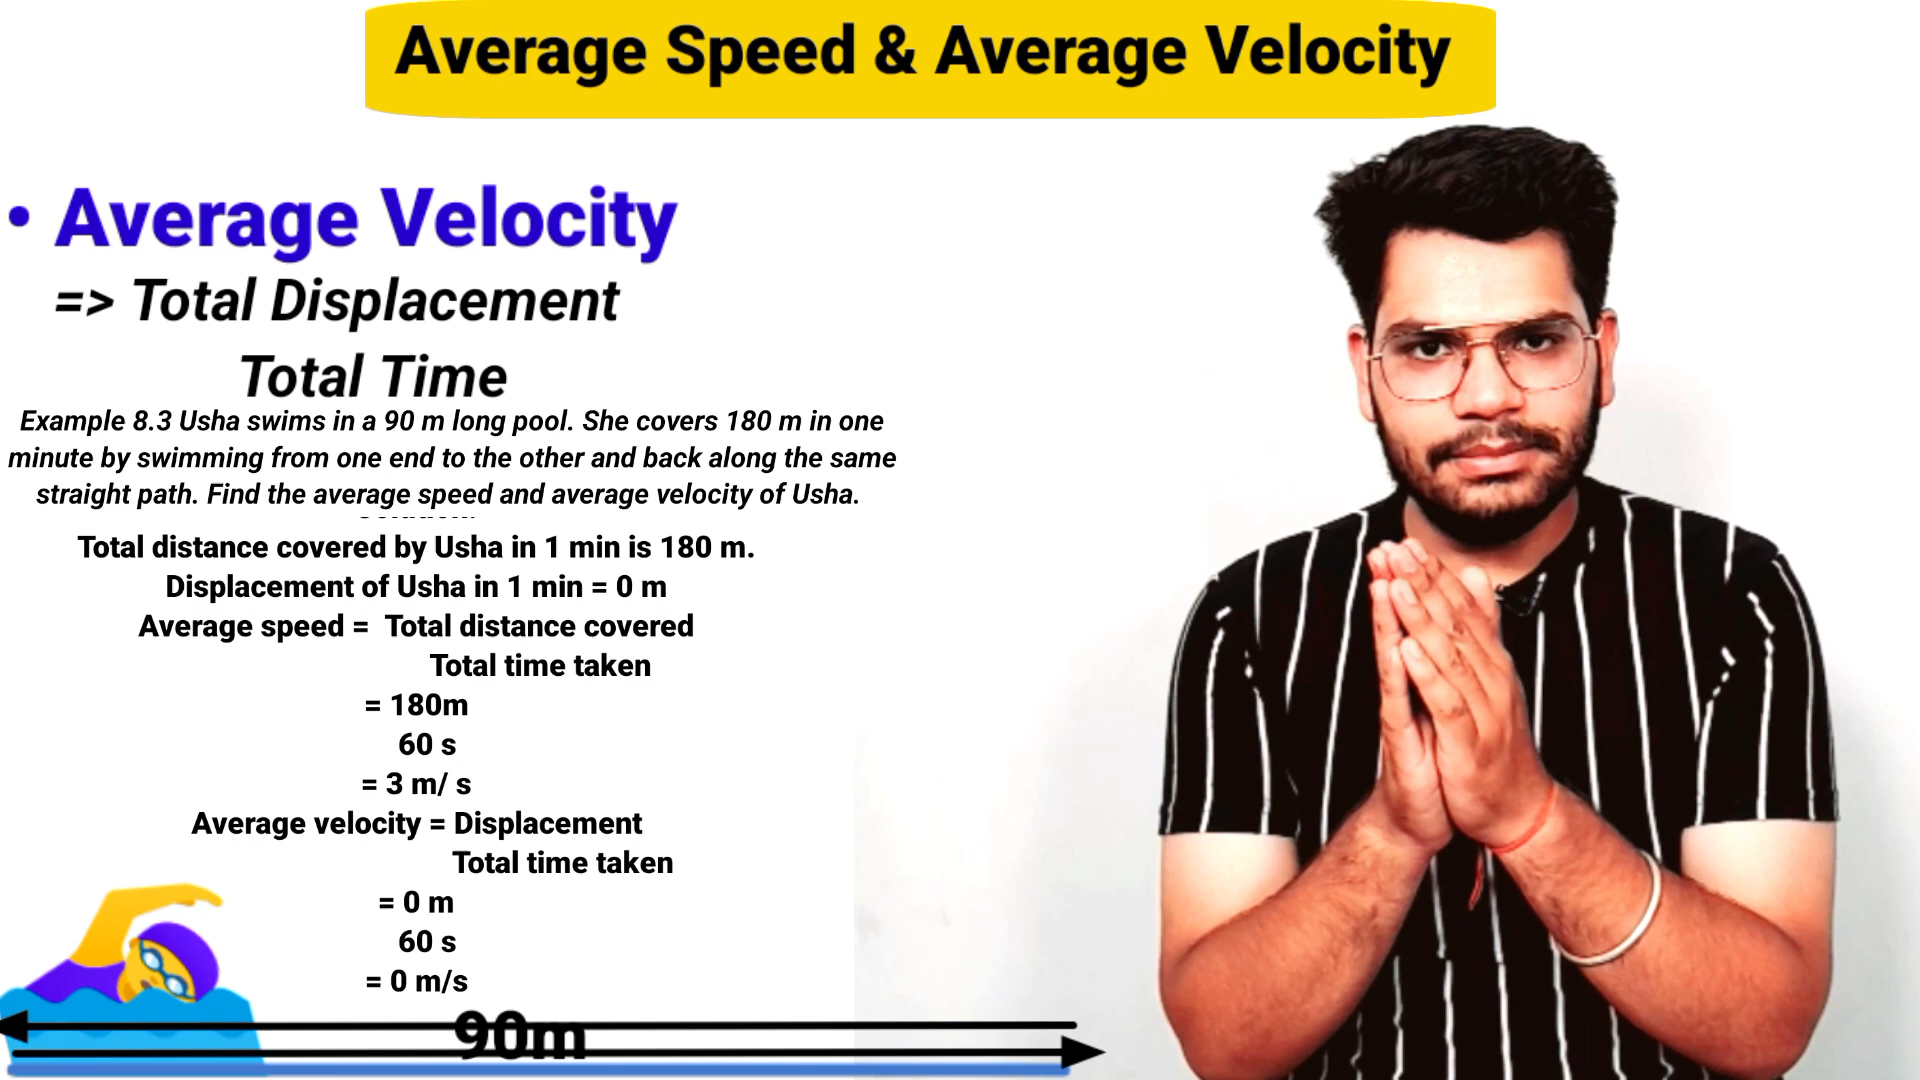 Average Speed & Average Velocity
• Average Velocity
=> Total Displacement
Total Time
Example 8.3 Usha swims in a 90 m long pool. She covers 180 m in one
minute by swimming from one end to the other and back along the same
straight path. Find the average speed and average velocity of Usha.
Total distance covered by Usha in 1 min is 180 m.
Displacement of Usha in 1 min = 0 m
Average speed = Total distance covered
Total time taken
= 180m
60 s
= 3 m/ s
Average velocity = Displacement
Total time taken
= 0 m
60 s
= 0 m/s
90m